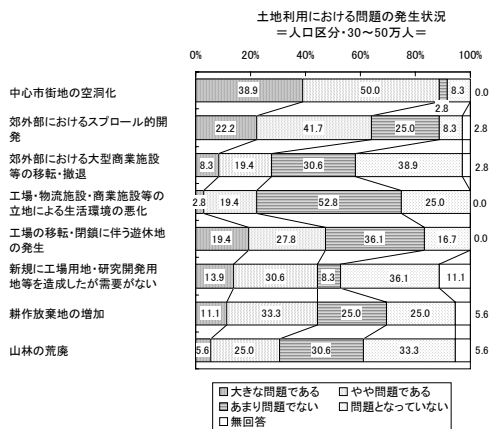 土地利用における問題の発生状況
＝人口区分・30～50万人＝
0% 20% 40% 60% 80% 100%
中心市街地の空洞化
38.9 50.0 2.8 8.3 0.0
郊外部におけるスプロール的開
発
22.2 41.7 25.0 8.3 2.8
郊外部における大型商業施設
等の移転・撤退
8.3 19.4 30.6 38.9 2.8
工場・物流施設・商業施設等の
立地による生活環境の悪化
2.8 19.4 52.8 25.0 0.0
工場の移転・閉鎖に伴う遊休地
の発生
19.4 27.8 36.1 16.7 0.0
新規に工場用地・研究開発用
地等を造成したが需要がない
13.9 30.6 8.3 36.1 11.1
耕作放棄地の増加
11.1 33.3 25.0 25.0 5.6
山林の荒廃
5.6 25.0 30.6 33.3 5.6
大きな問題である やや問題である
あまり問題でない 問題となっていない
無回答